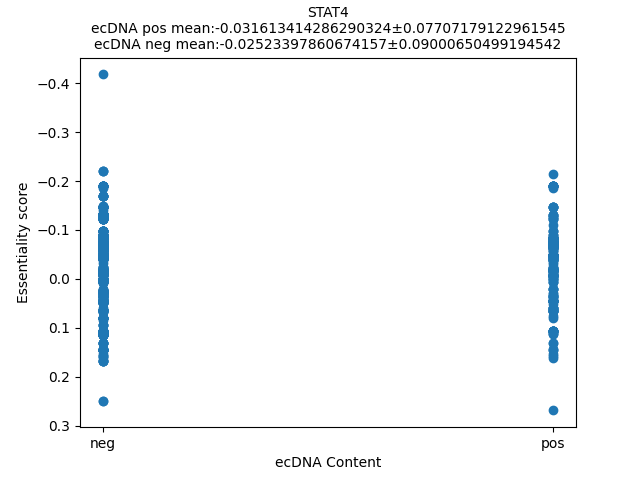 STAT4
ecDNA pos mean:-0.031613414286290324±0.07707179122961545
ecDNA neg mean:-0.02523397860674157±0.09000650499194542
−0.4
−0.3
−0.2
−0.1
0.0
0.1
0.2
0.3
Essentiality score
neg
pos
ecDNA Content